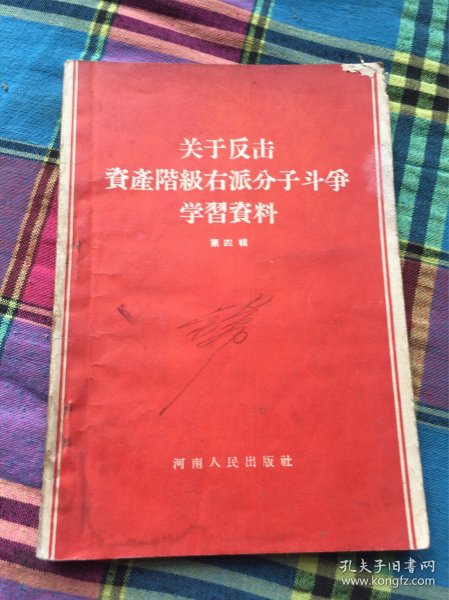 关于反击
資產階級右派分子斗爭
学習資料
第四輯
河南人民出版社
孔夫子旧书网
www.kongfz.com